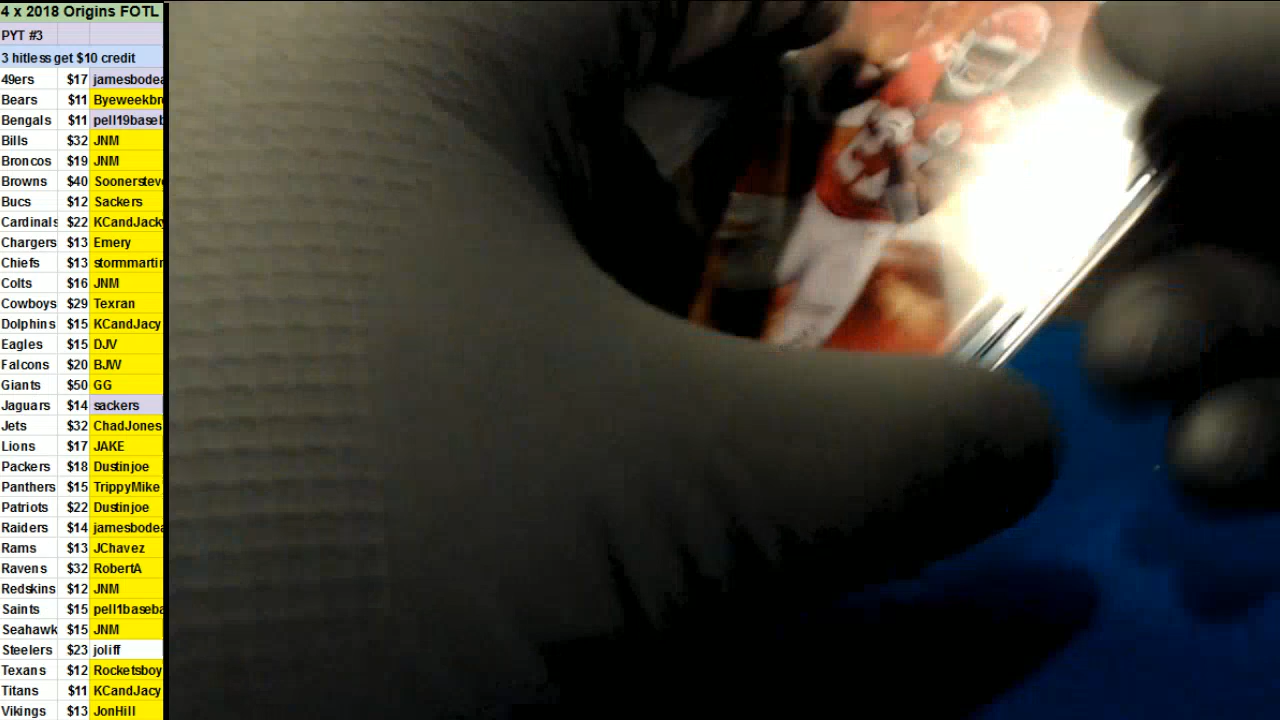 4 x 2018 Origins FOTL
PYT #3
3 hitless get $10 credit
49ers $17 jamesbodea
Bears $11 Byeweekbr
Bengals $11 pell19baseb
Bills $32 JNM
Broncos $19 JNM
Browns $40 Soonersteve
Bucs $12 Sackers
Cardinals $22 KCandJacky
Chargers $13 Emery
Chiefs $13 stormmartin
Colts $16 JNM
Cowboys $29 Texran
Dolphins $15 KCandJacy
Eagles $15 DJV
Falcons $20 BJW
Giants $50 GG
Jaguars $14 sackers
Jets $32 ChadJones
Lions $17 JAKE
Packers $18 Dustinjoe
Panthers $15 TrippyMike
Patriots $22 Dustinjoe
Raiders $14 jamesbodea
Rams $13 JChavez
Ravens $32 RobertA
Redskins $12 JNM
Saints $15 pell1baseba
Seahawk $15 JNM
Steelers $23 joliff
Texans $12 Rocketsboy
Titans $11 KCandJacy
Vikings $13 JonHill